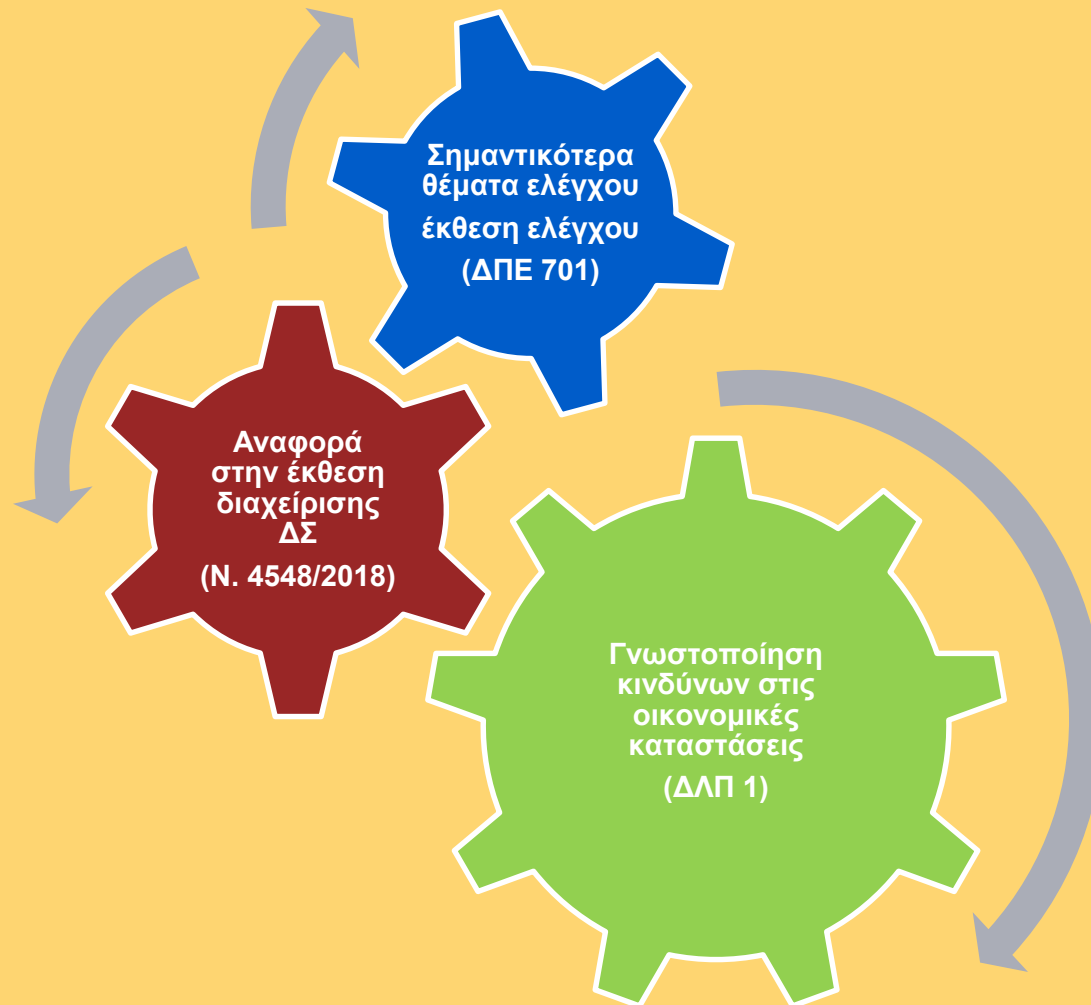 Σημαντικότερα
θέματα ελέγχου
έκθεση ελέγχου
(ΔΠΕ 701)
Αναφορά
στην έκθεση
διαχείρισης
ΔΣ
(Ν. 4548/2018)
Γνωστοποίηση
κινδύνων στις
οικονομικές
καταστάσεις
(ΔΛΠ 1)